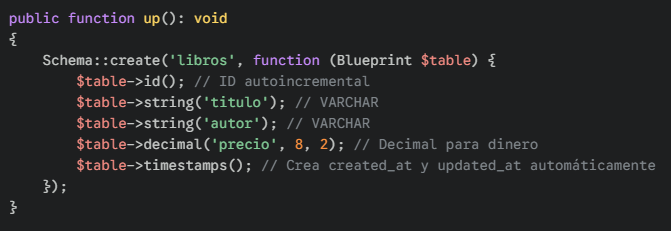 public function up(): void
{
    Schema::create('libros', function (Blueprint $table) {
        $table->id(); // ID autoincremental
        $table->string('titulo'); // VARCHAR
        $table->string('autor'); // VARCHAR
        $table->decimal('precio', 8, 2); // Decimal para dinero
        $table->timestamps(); // Crea created_at y updated_at automáticamente
    });
}